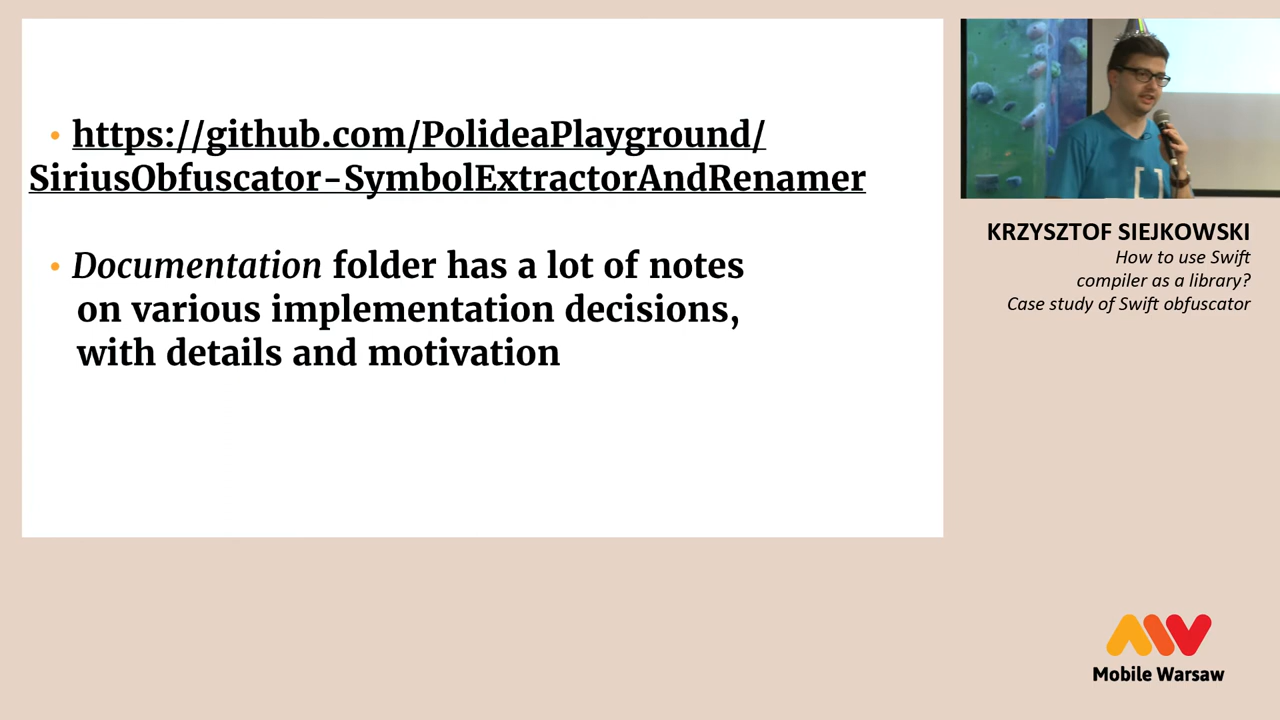 • https://github.com/PolideaPlayground/
SiriusObfuscator-SymbolExtractorAndRenamer
• Documentation folder has a lot of notes
on various implementation decisions,
with details and motivation
KRZYSZTOF SIEJKOWSKI
How to use Swift
compiler as a library?
Case study of Swift obfuscator
Mobile Warsaw